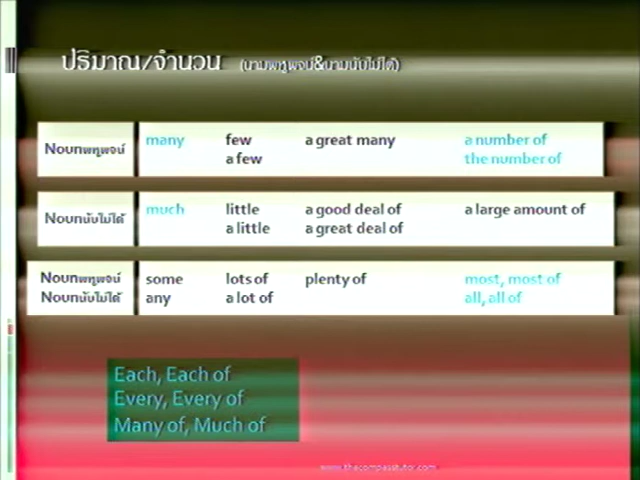 ปริมาณ/จำนวน (นามพหูพจน์&นามนับไม่ได้)
Nounพหูพจน์ many few a great many a number of
a few the number of
Nounนับไม่ได้ much little a good deal of a large amount of
a little a great deal of
Nounพหูพจน์ some lots of plenty of most, most of
Nounนับไม่ได้ any a lot of all, all of
Each, Each of
Every, Every of
Many of, Much of
www.thecompasstutor.com